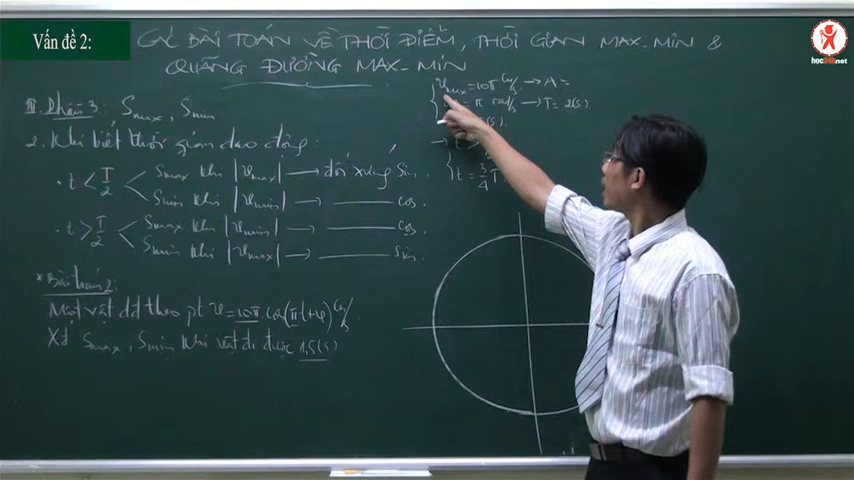 Vấn đề 2:
CÁC BÀI TOÁN VỀ THỜI ĐIỂM, THỜI GIAN MAX-MIN &
QUÃNG ĐƯỜNG MAX-MIN
hoc247.net
III. Phần 3: Smax, Smin
2. Khi biết thời gian dao động:
. t < T/2 < Smax khi |vmax| → đối xứng Sin.
Smin khi |vmin| → ——— cos.
. t > T/2 < Smax khi |vmin| → ——— cos.
Smin khi |vmax| → ——— sin.
* Bài toán 2:
Một vật dđ theo pt v = 10π.cos(πt+φ) cm/s.
XĐ Smax, Smin khi vật đi được 1,5(s)
vmax = 10π cm/s → A =
= π rad/s → T = 2(s).
(s).
t = 3/4 T